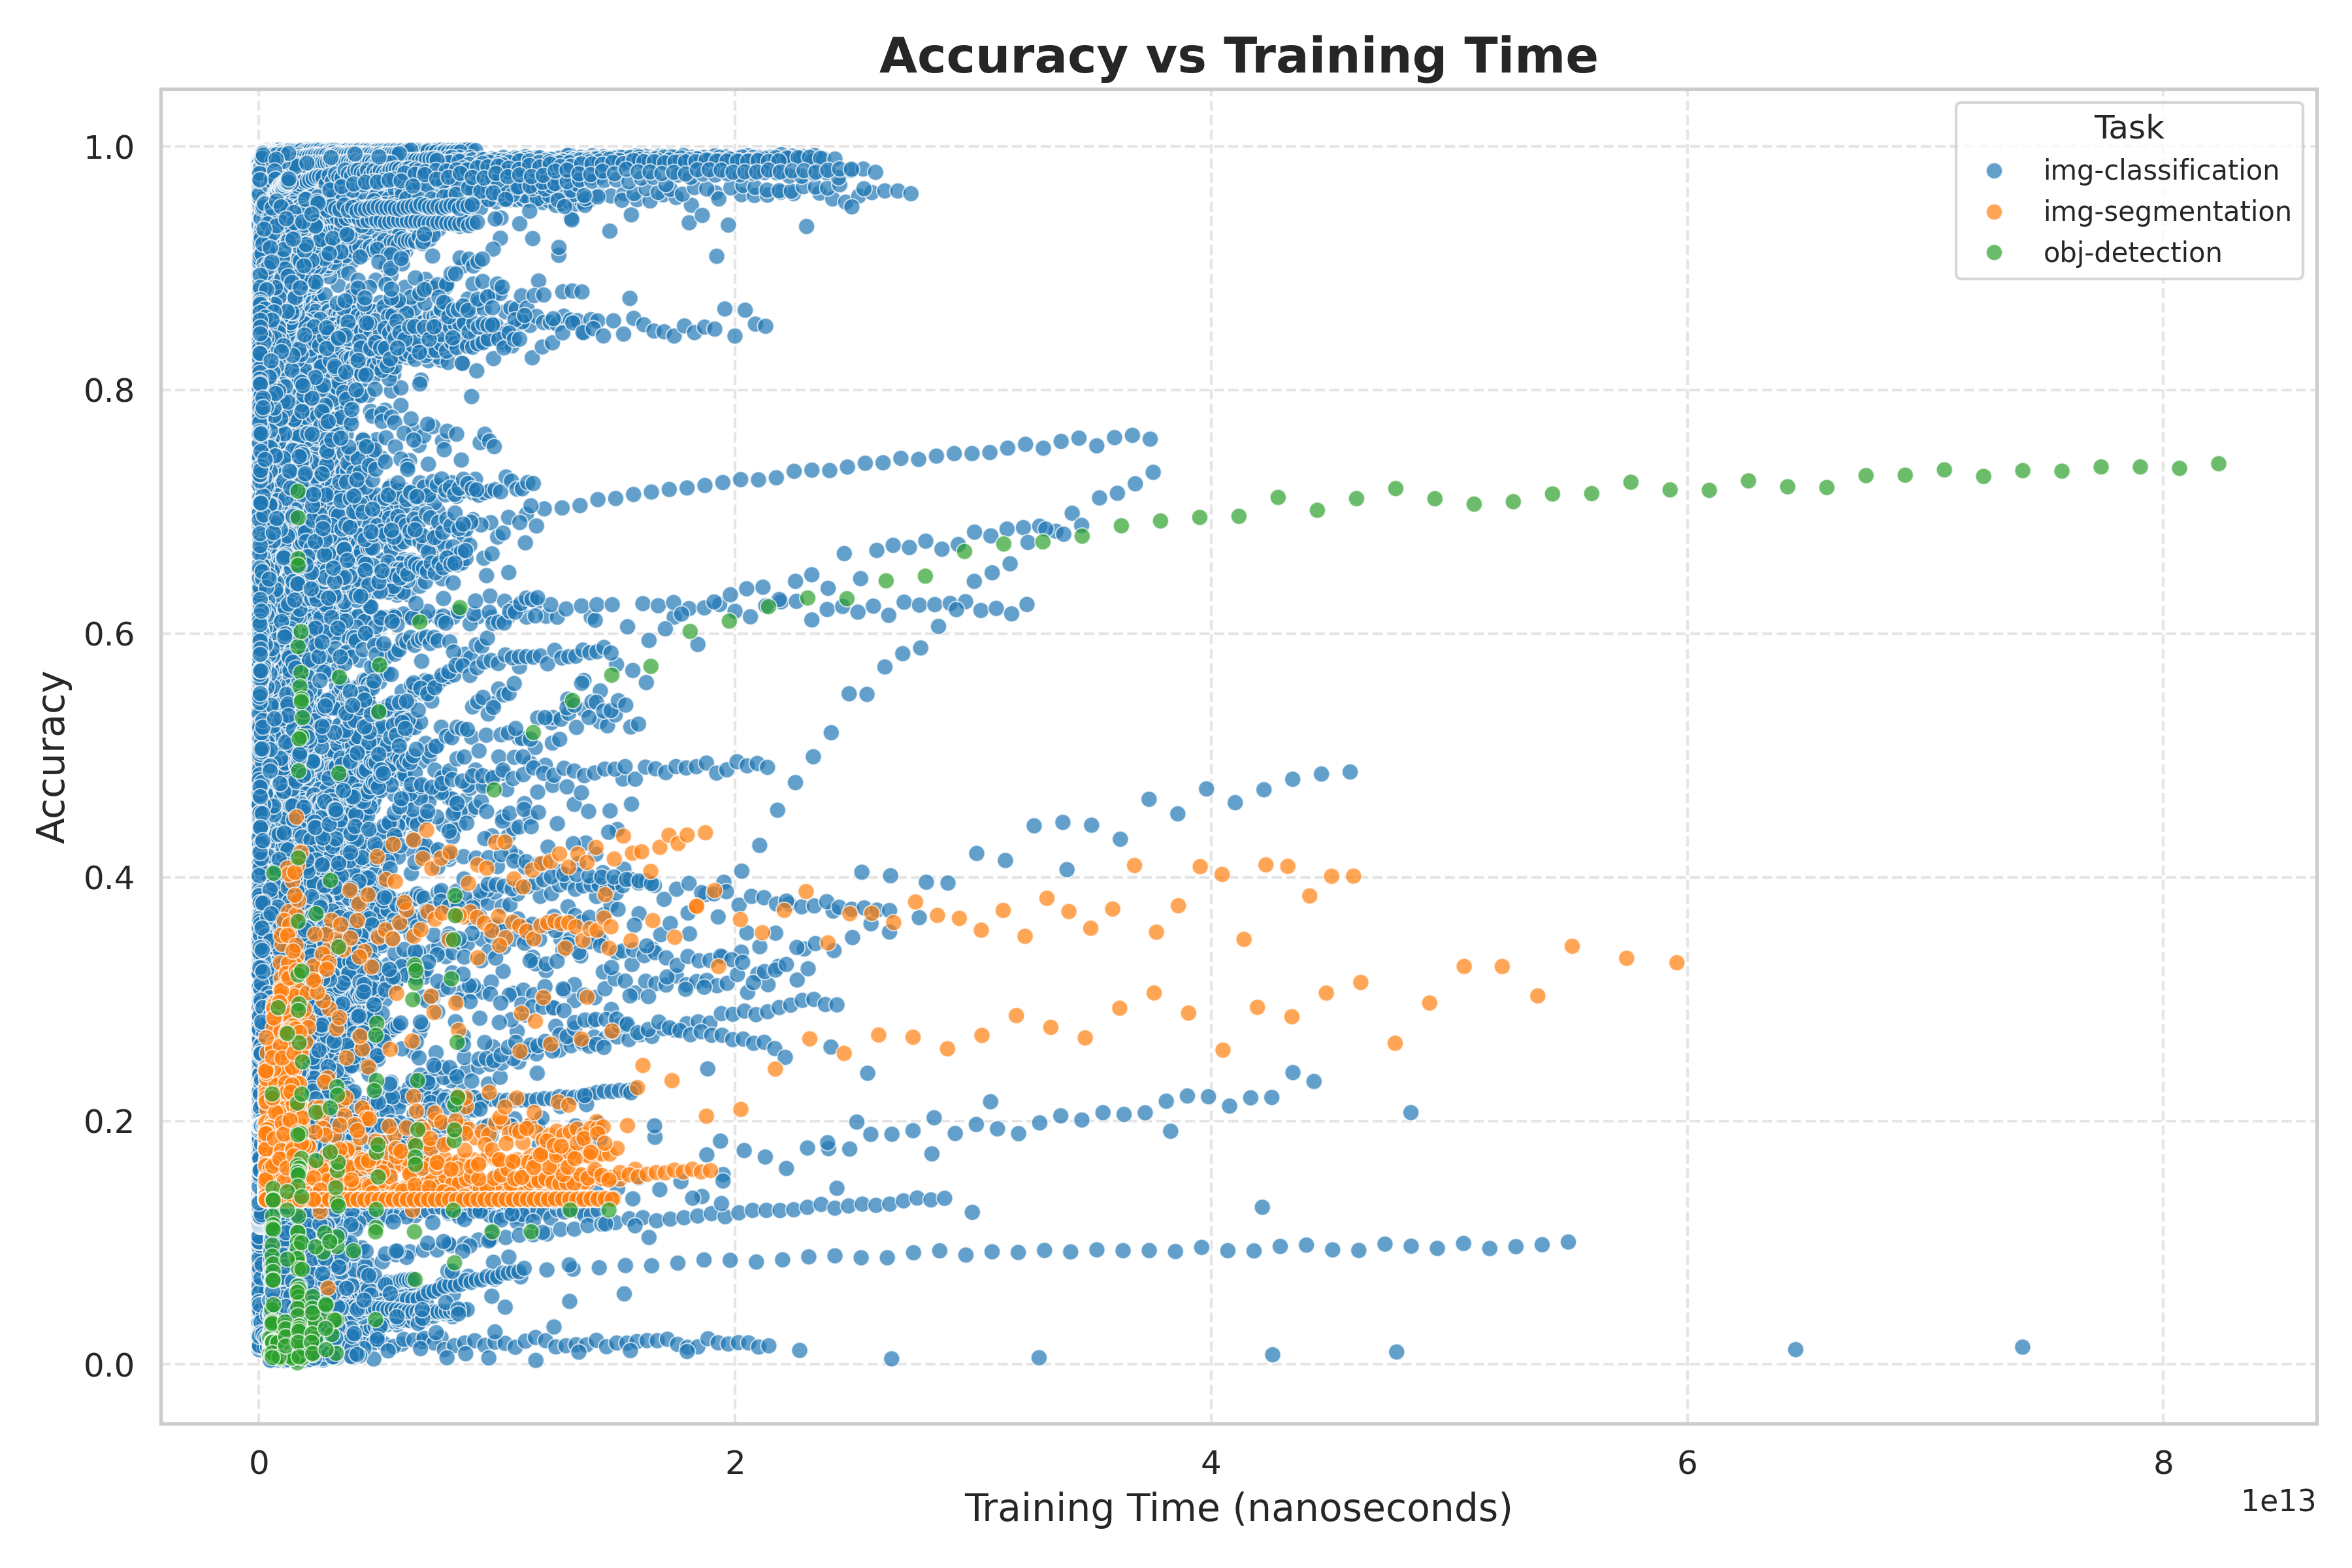 Accuracy vs Training Time
Task
img-classification
img-segmentation
obj-detection
1.0
0.8
0.6
0.4
0.2
0.0
Accuracy
0 2 4 6 8
1e13
Training Time (nanoseconds)